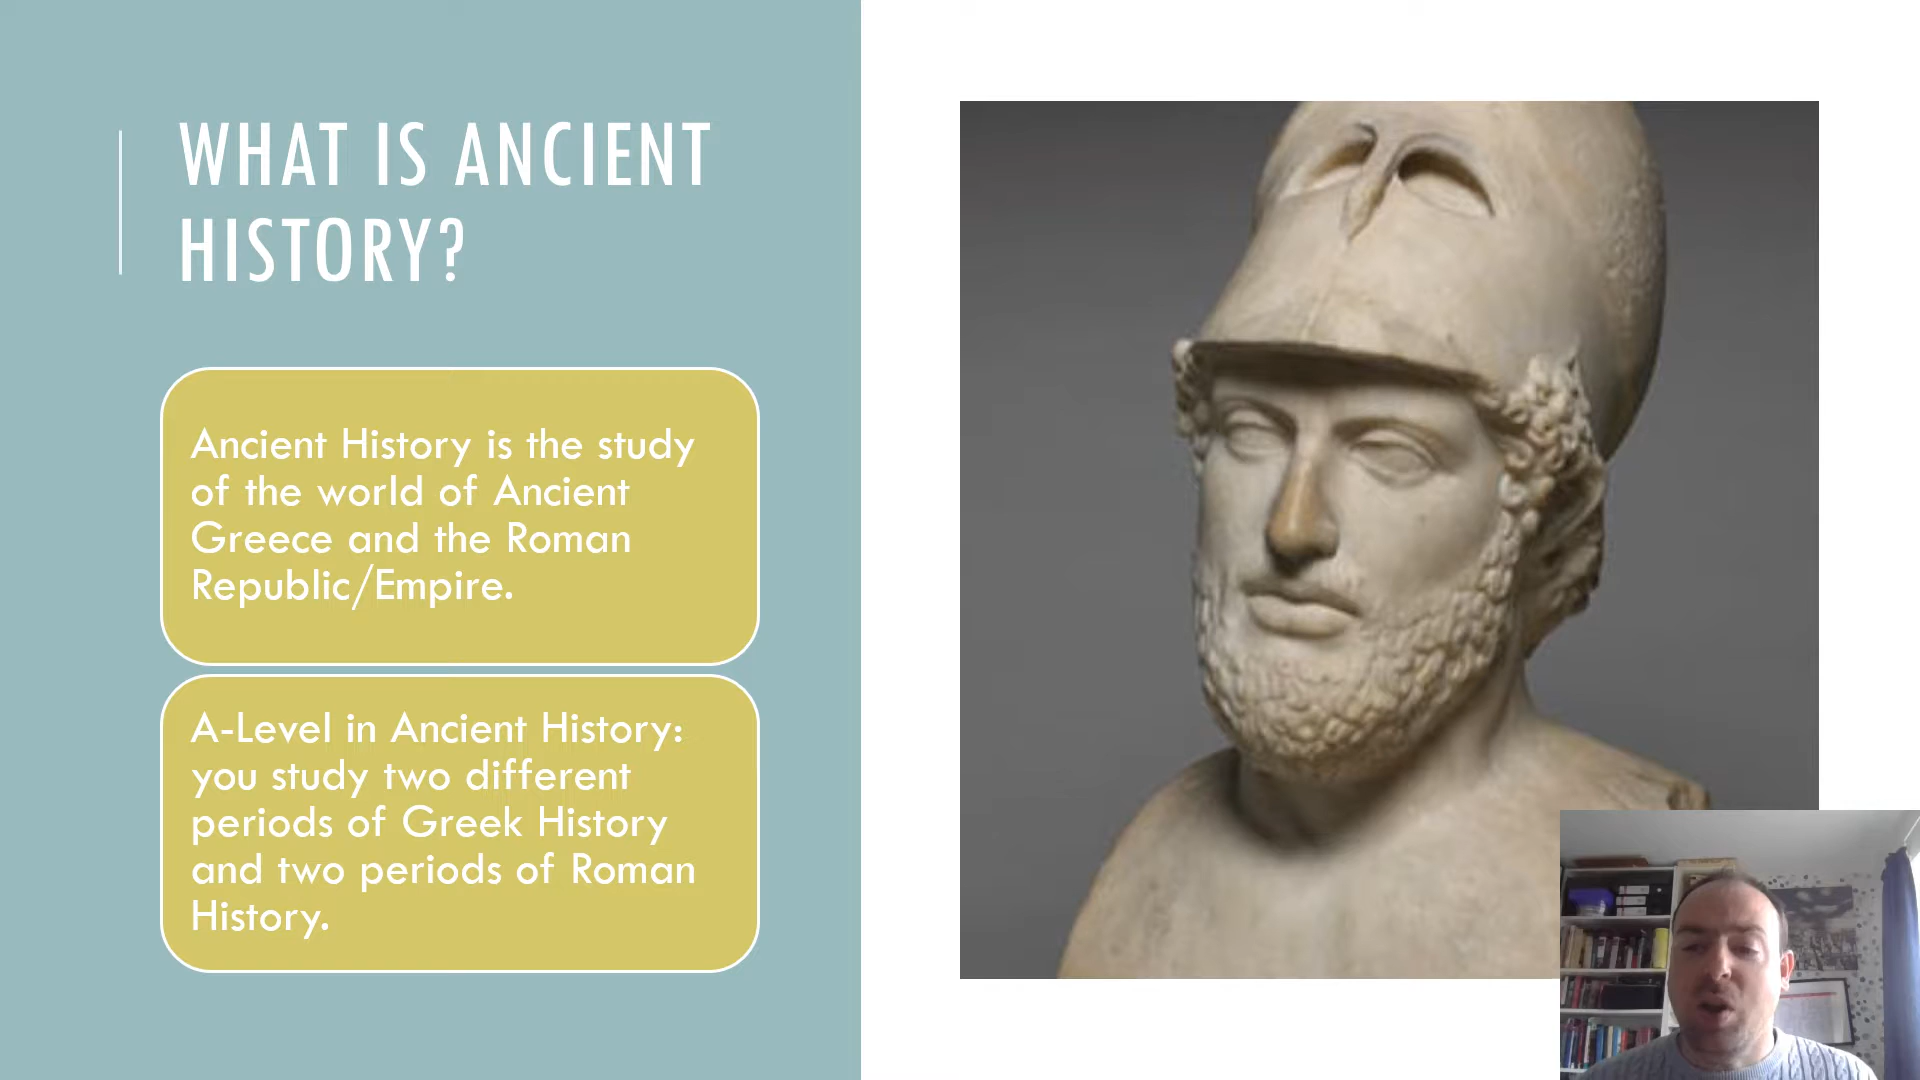 WHAT IS ANCIENT
HISTORY?
Ancient History is the study
of the world of Ancient
Greece and the Roman
Republic/Empire.
A-Level in Ancient History:
you study two different
periods of Greek History
and two periods of Roman
History.